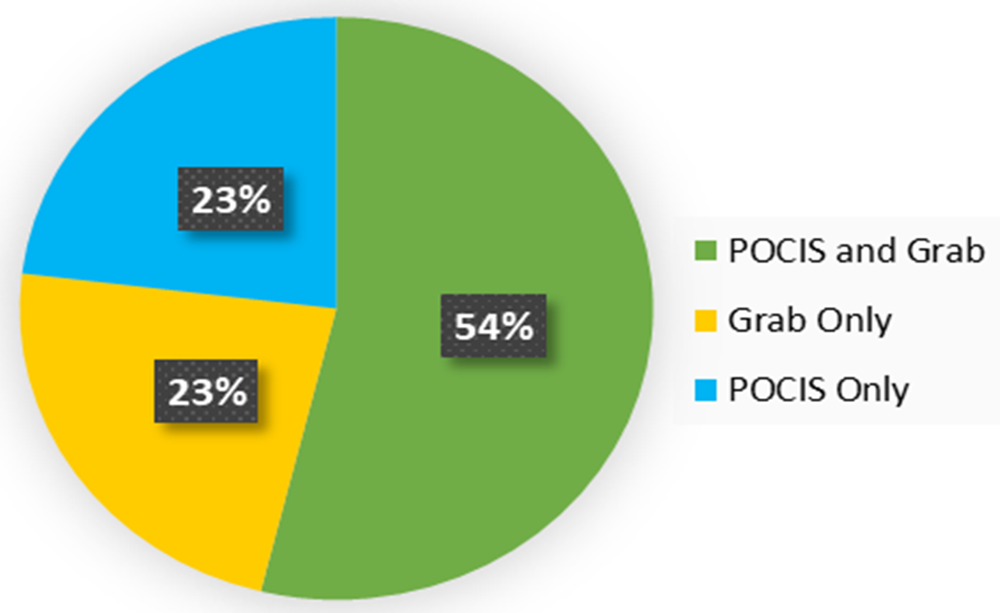 23%
54%
23%
POCIS and Grab
Grab Only
POCIS Only